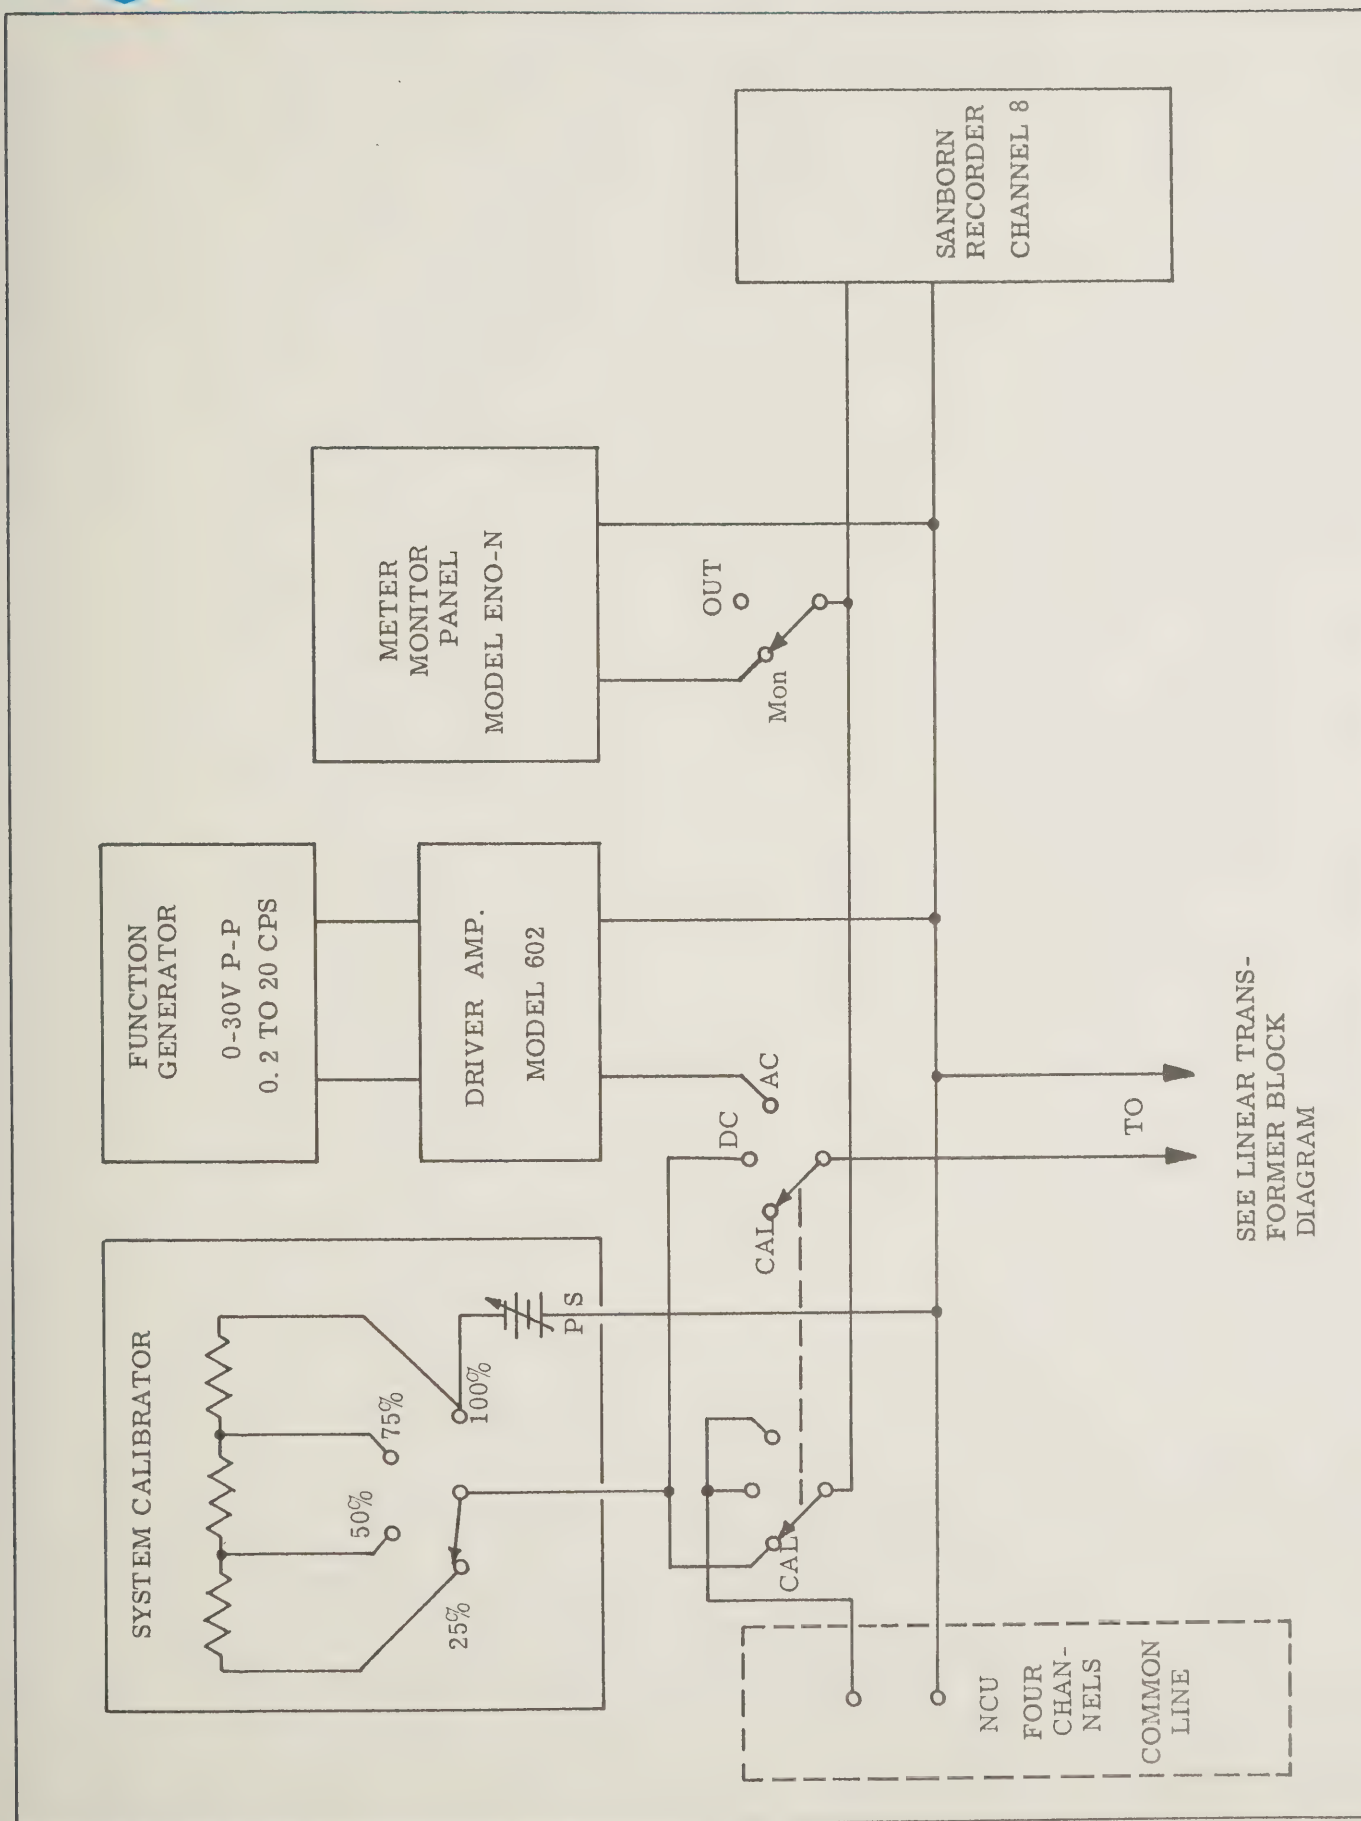 SYSTEM CALIBRATOR
25%
50%
75%
100%
P S
FUNCTION
GENERATOR
0-30V P-P
0.2 TO 20 CPS
DRIVER AMP.
MODEL 602
METER
MONITOR
PANEL
MODEL ENO-N
SANBORN
RECORDER
CHANNEL 8
CAL
CAL
DC
AC
Mon
OUT
NCU
FOUR
CHAN-
NELS
COMMON
LINE
TO
SEE LINEAR TRANS-
FORMER BLOCK
DIAGRAM